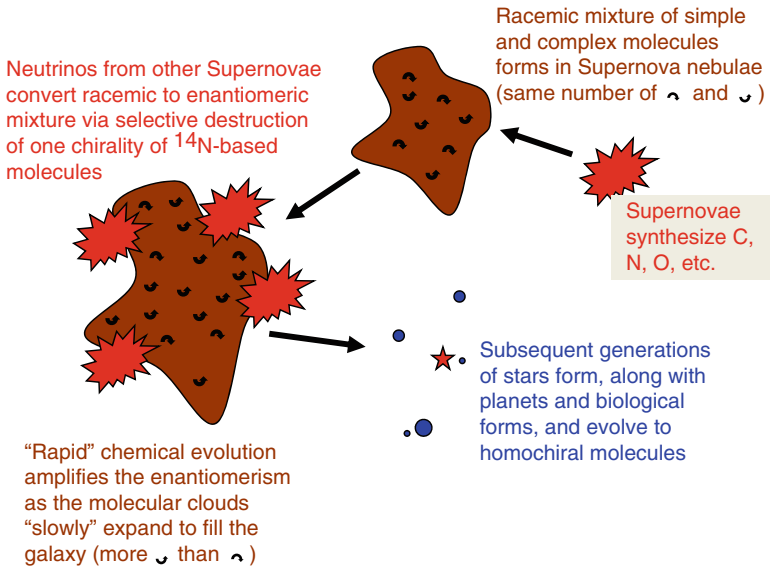 Racemic mixture of simple
and complex molecules
forms in Supernova nebulae
(same number of and )
Neutrinos from other Supernovae
convert racemic to enantiomeric
mixture via selective destruction
of one chirality of ¹⁴N-based
molecules
Supernovae
synthesize C,
N, O, etc.
Subsequent generations
of stars form, along with
planets and biological
forms, and evolve to
homochiral molecules
“Rapid” chemical evolution
amplifies the enantiomerism
as the molecular clouds
“slowly” expand to fill the
galaxy (more than )